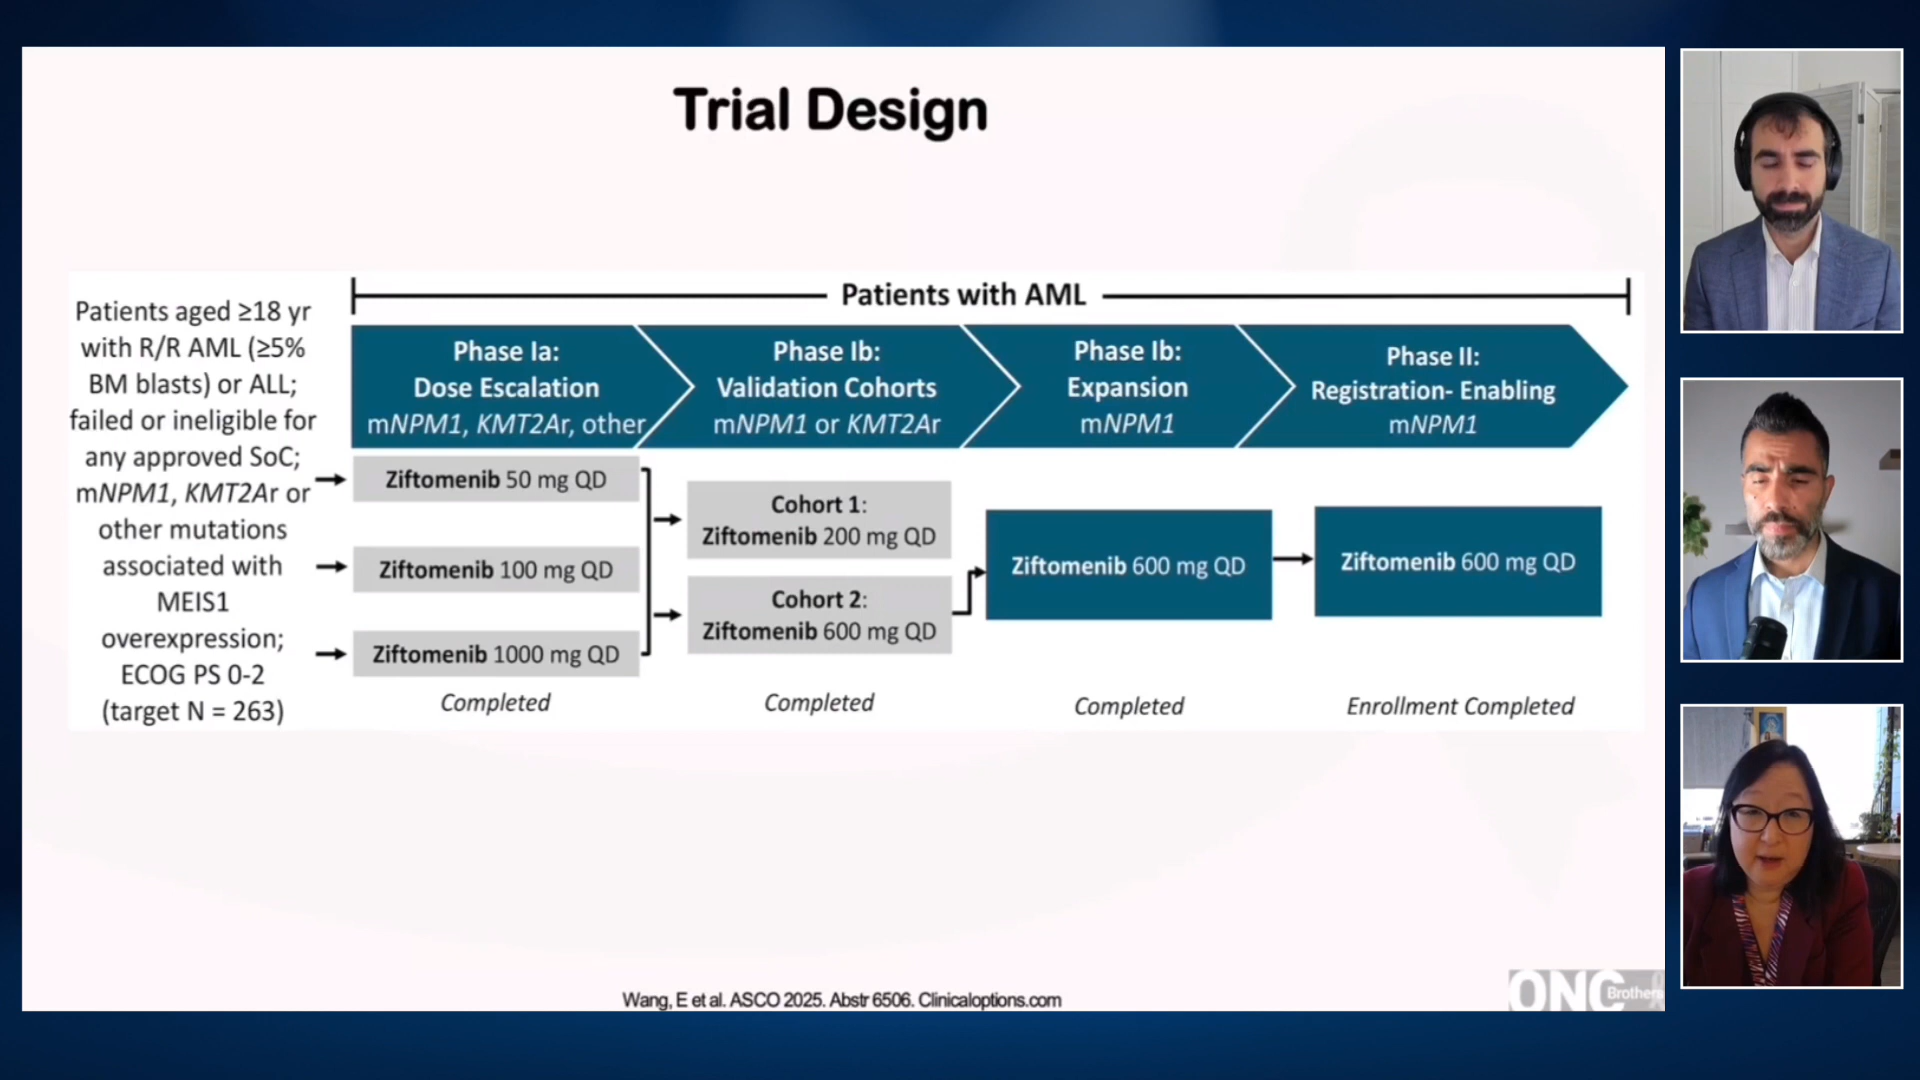 Trial Design
Patients with AML
Patients aged ≥18 yr
with R/R AML (≥5%
BM blasts) or ALL;
failed or ineligible for
any approved SoC;
mNPM1, KMT2Ar or
other mutations
associated with
MEIS1
overexpression;
ECOG PS 0-2
(target N = 263)
Phase Ia:
Dose Escalation
mNPM1, KMT2Ar, other
Ziftomenib 50 mg QD
Ziftomenib 100 mg QD
Ziftomenib 1000 mg QD
Completed
Phase Ib:
Validation Cohorts
mNPM1 or KMT2Ar
Cohort 1:
Ziftomenib 200 mg QD
Cohort 2:
Ziftomenib 600 mg QD
Completed
Phase Ib:
Expansion
mNPM1
Ziftomenib 600 mg QD
Completed
Phase II:
Registration- Enabling
mNPM1
Ziftomenib 600 mg QD
Enrollment Completed
Wang, E et al. ASCO 2025. Abstr 6506. Clinicaloptions.com
ONC Brothers